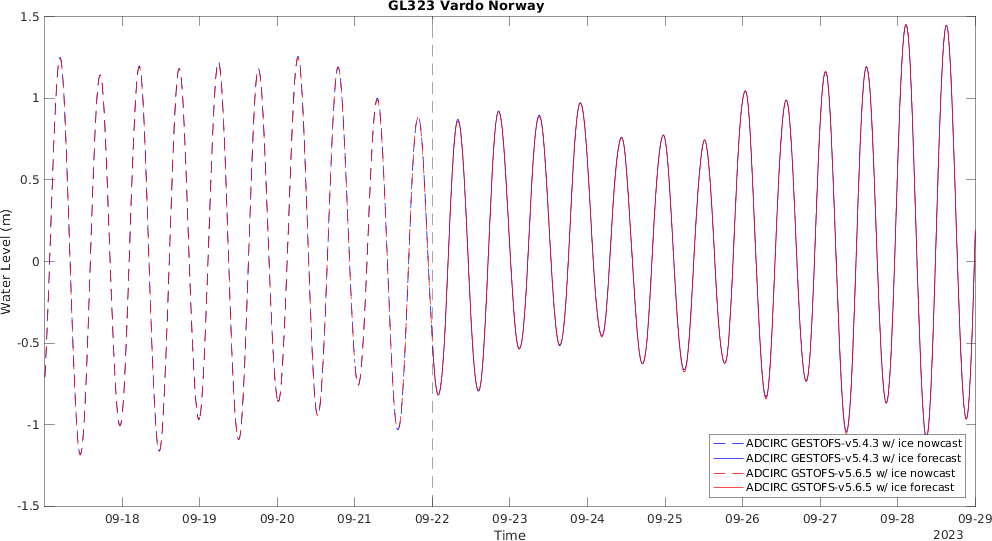 GL323 Vardo Norway
1.5
1
0.5
0
-0.5
-1
-1.5
Water Level (m)
ADCIRC GESTOFS-v5.4.3 w/ ice nowcast
ADCIRC GESTOFS-v5.4.3 w/ ice forecast
ADCIRC GSTOFS-v5.6.5 w/ ice nowcast
ADCIRC GSTOFS-v5.6.5 w/ ice forecast
09-18 09-19 09-20 09-21 09-22 09-23 09-24 09-25 09-26 09-27 09-28 09-29
Time
2023